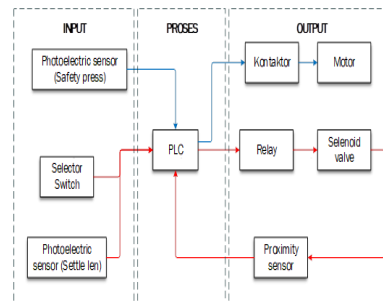 INPUT
PROSES
OUTPUT
Photoelectric sensor
(Safety press)
Kontaktor
Motor
Selector
Switch
PLC
Relay
Selenoid
valve
Photoelectric
sensor (Settle len)
Proximity
sensor